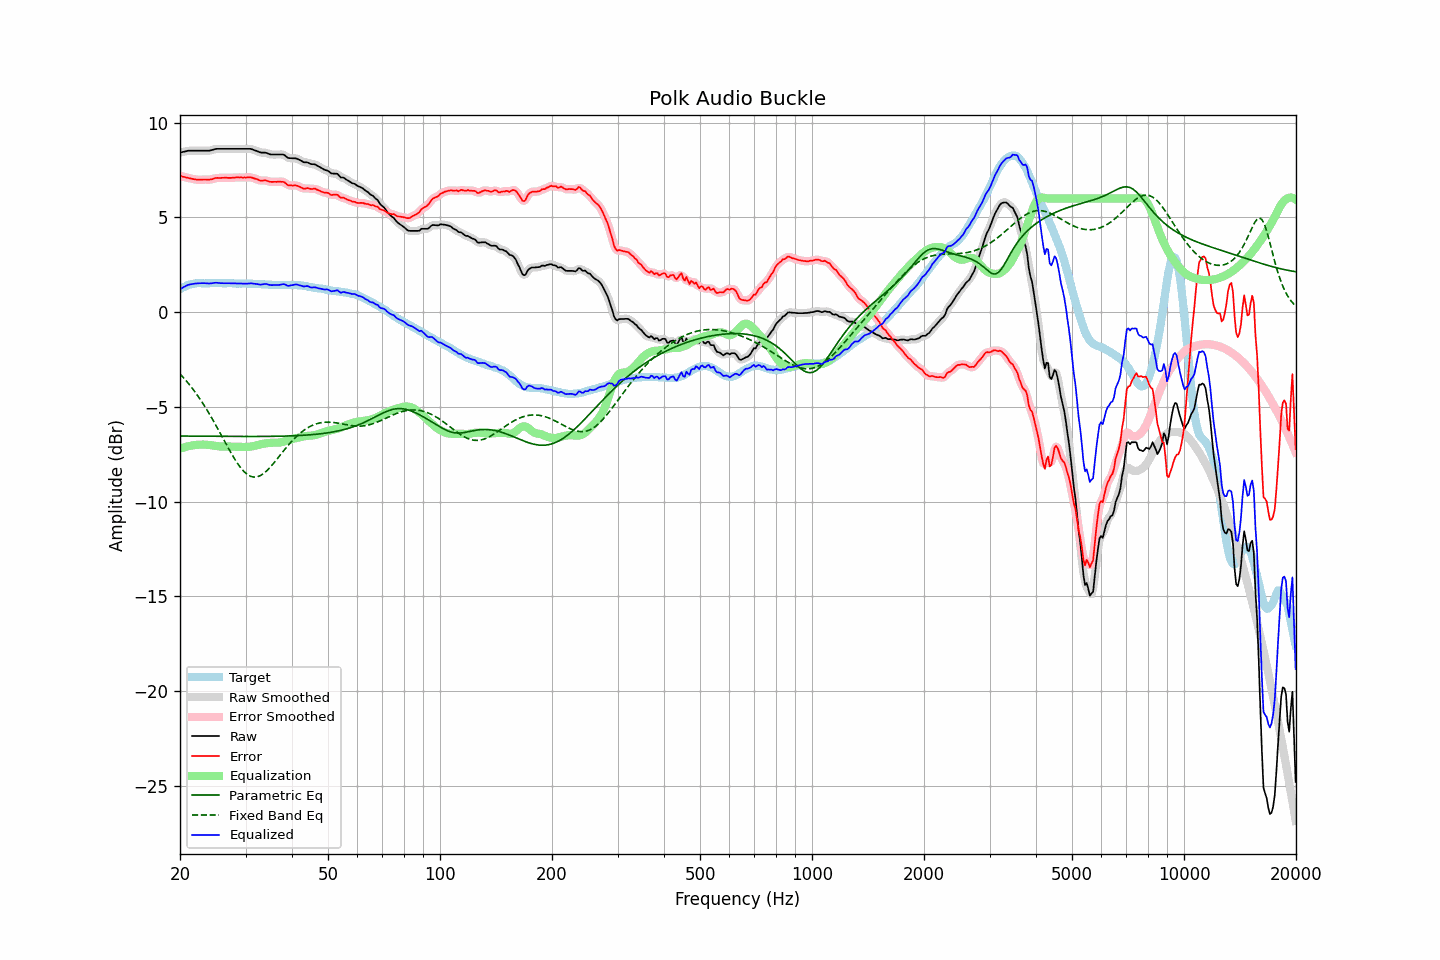 Polk Audio Buckle
10
5
0
−5
−10
−15
−20
−25
Amplitude (dBr)
Target
Raw Smoothed
Error Smoothed
Raw
Error
Equalization
Parametric Eq
Fixed Band Eq
Equalized
20 50 100 200 500 1000 2000 5000 10000 20000
Frequency (Hz)